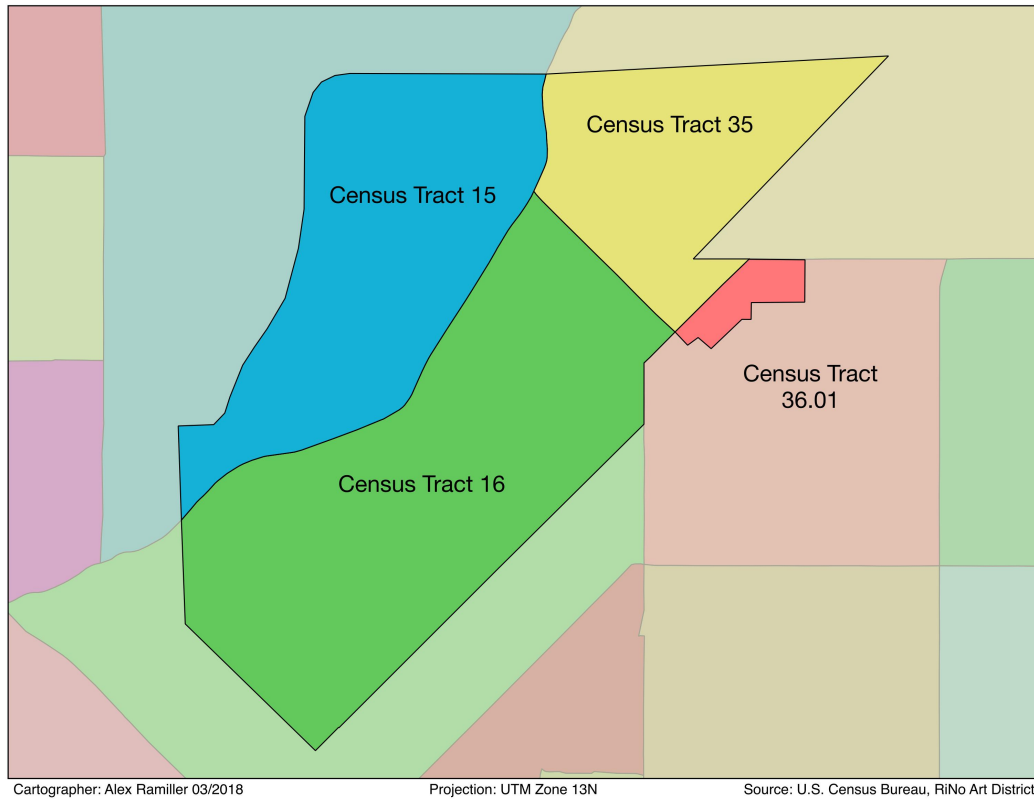 Census Tract 35
Census Tract 15
Census Tract
36.01
Census Tract 16
Cartographer: Alex Ramiller 03/2018
Projection: UTM Zone 13N
Source: U.S. Census Bureau, RiNo Art District